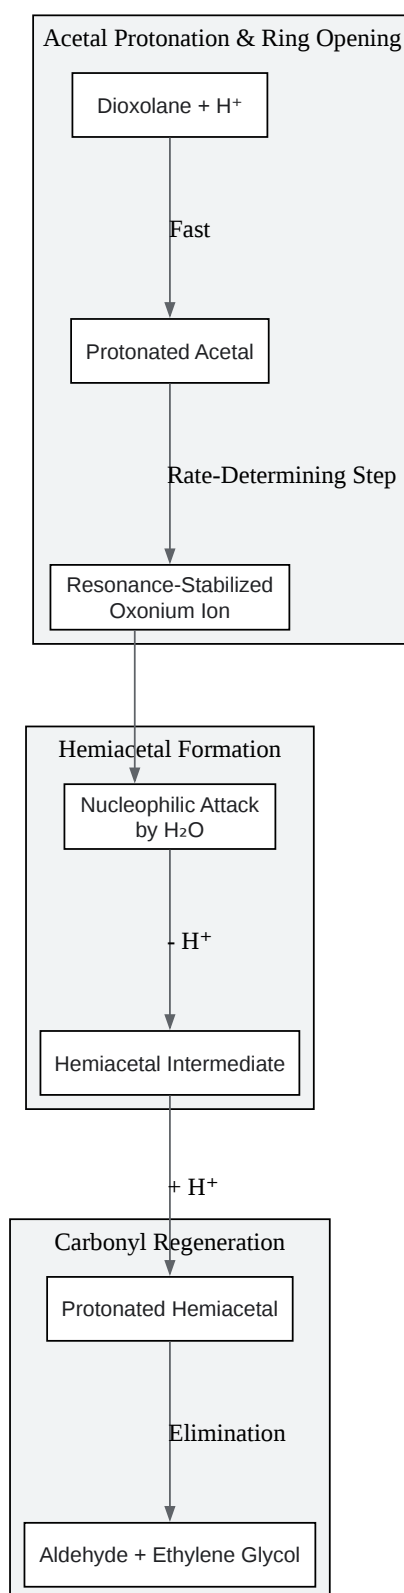 Acetal Protonation & Ring Opening
Dioxolane + H⁺
Fast
Protonated Acetal
Rate-Determining Step
Resonance-Stabilized
Oxonium Ion
Hemiacetal Formation
Nucleophilic Attack
by H₂O
- H⁺
Hemiacetal Intermediate
+ H⁺
Carbonyl Regeneration
Protonated Hemiacetal
Elimination
Aldehyde + Ethylene Glycol